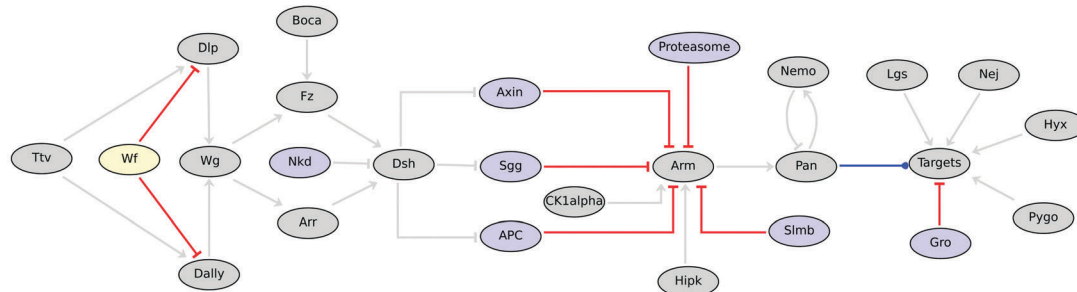 Boca
Dlp
Proteasome
Nemo
Lgs
Nej
Fz
Axin
Hyx
Ttv
Wf
Wg
Nkd
Dsh
Sgg
Arm
Pan
Targets
CK1alpha
Arr
APC
Slmb
Pygo
Gro
Dally
Hipk